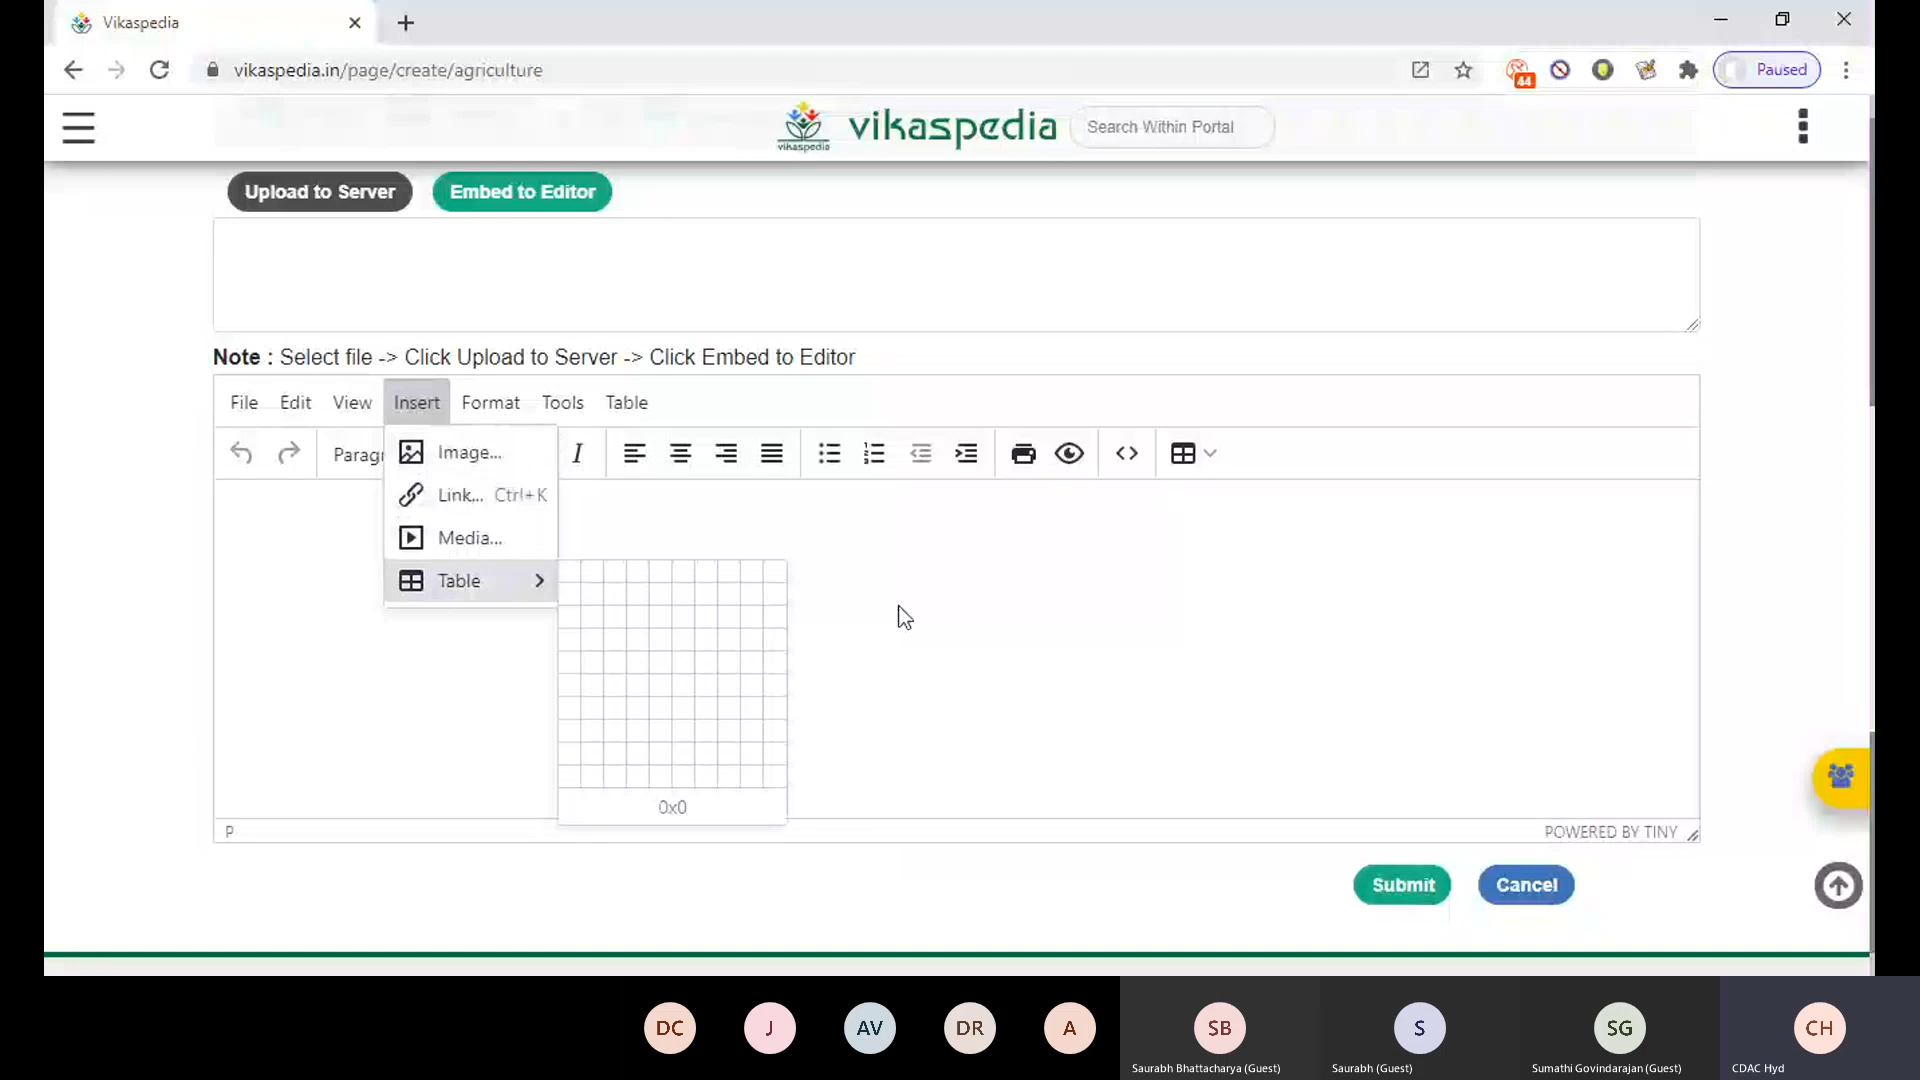 Vikaspedia
vikaspedia.in/page/create/agriculture
44
Paused
vikaspedia
vikaspedia
Search Within Portal
Upload to Server
Embed to Editor
Note : Select file -> Click Upload to Server -> Click Embed to Editor
File Edit View Insert Format Tools Table
Paragr
I
Image...
Link... Ctrl+K
Media...
Table
0x0
P
POWERED BY TINY
Submit
Cancel
DC
J
AV
DR
A
SB
S
SG
CH
Saurabh Bhattacharya (Guest)
Saurabh (Guest)
Sumathi Govindarajan (Guest)
CDAC Hyd